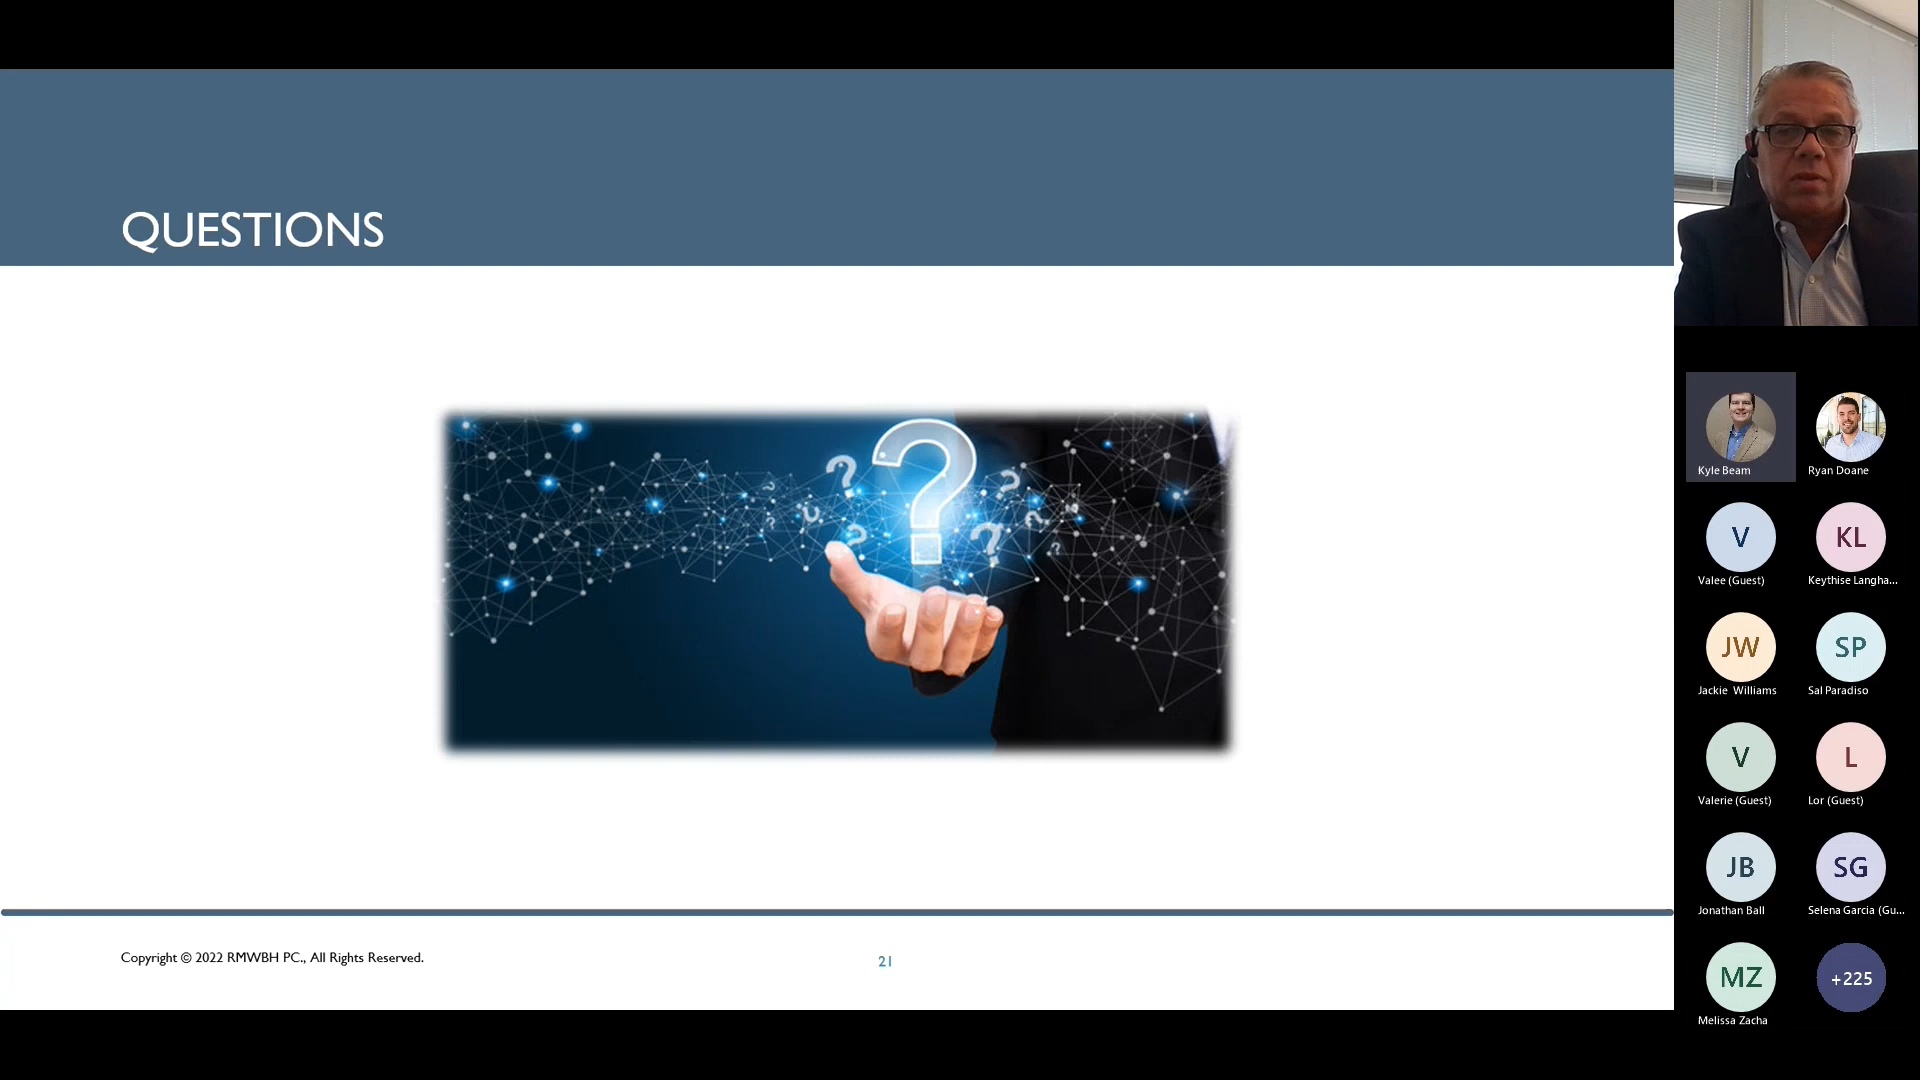 QUESTIONS
?
? ? ? ? ? ?
Copyright © 2022 RMWBH PC., All Rights Reserved.
21
Kyle Beam
Ryan Doane
V
KL
Valee (Guest)
Keythise Langha...
JW
SP
Jackie Williams
Sal Paradiso
V
L
Valerie (Guest)
Lor (Guest)
JB
SG
Jonathan Ball
Selena Garcia (Gu...
MZ
+225
Melissa Zacha